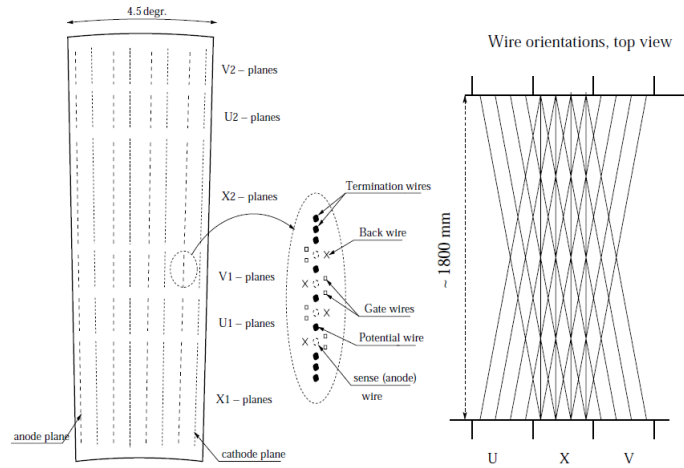 4.5 degr.
V2 – planes
U2 – planes
X2 – planes
V1 – planes
U1 – planes
X1 – planes
anode plane
cathode plane
Termination wires
Back wire
Gate wires
Potential wire
sense (anode)
wire
Wire orientations, top view
~ 1800 mm
U X V